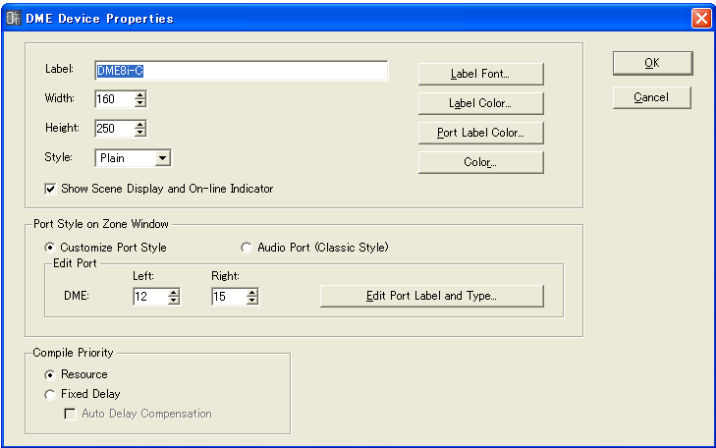 DME Device Properties
Label: DME8i-C
Label Font...
OK
Width: 160
Label Color...
Cancel
Height: 250
Port Label Color...
Style: Plain
Color...
Show Scene Display and On-line Indicator
Port Style on Zone Window
Customize Port Style
Audio Port (Classic Style)
Edit Port
Left: Right:
DME: 12 15
Edit Port Label and Type...
Compile Priority
Resource
Fixed Delay
Auto Delay Compensation